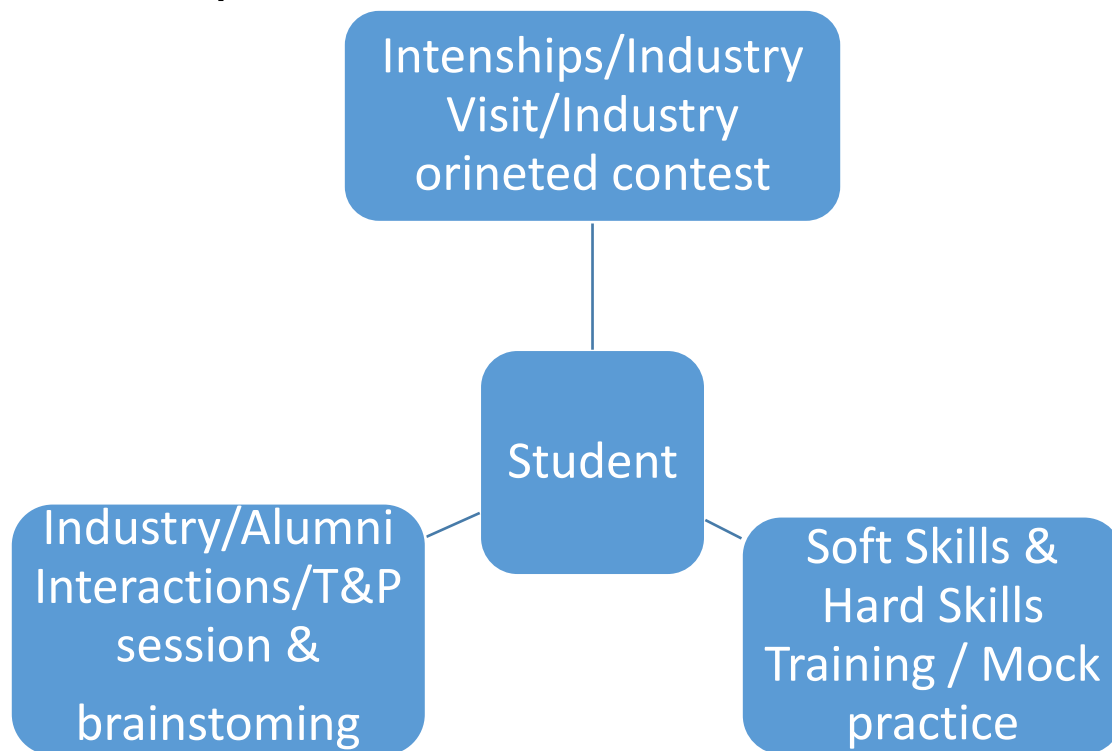 Intenships/Industry
Visit/Industry
orineted contest
Student
Industry/Alumni
Interactions/T&P
session &
brainstoming
Soft Skills &
Hard Skills
Training / Mock
practice